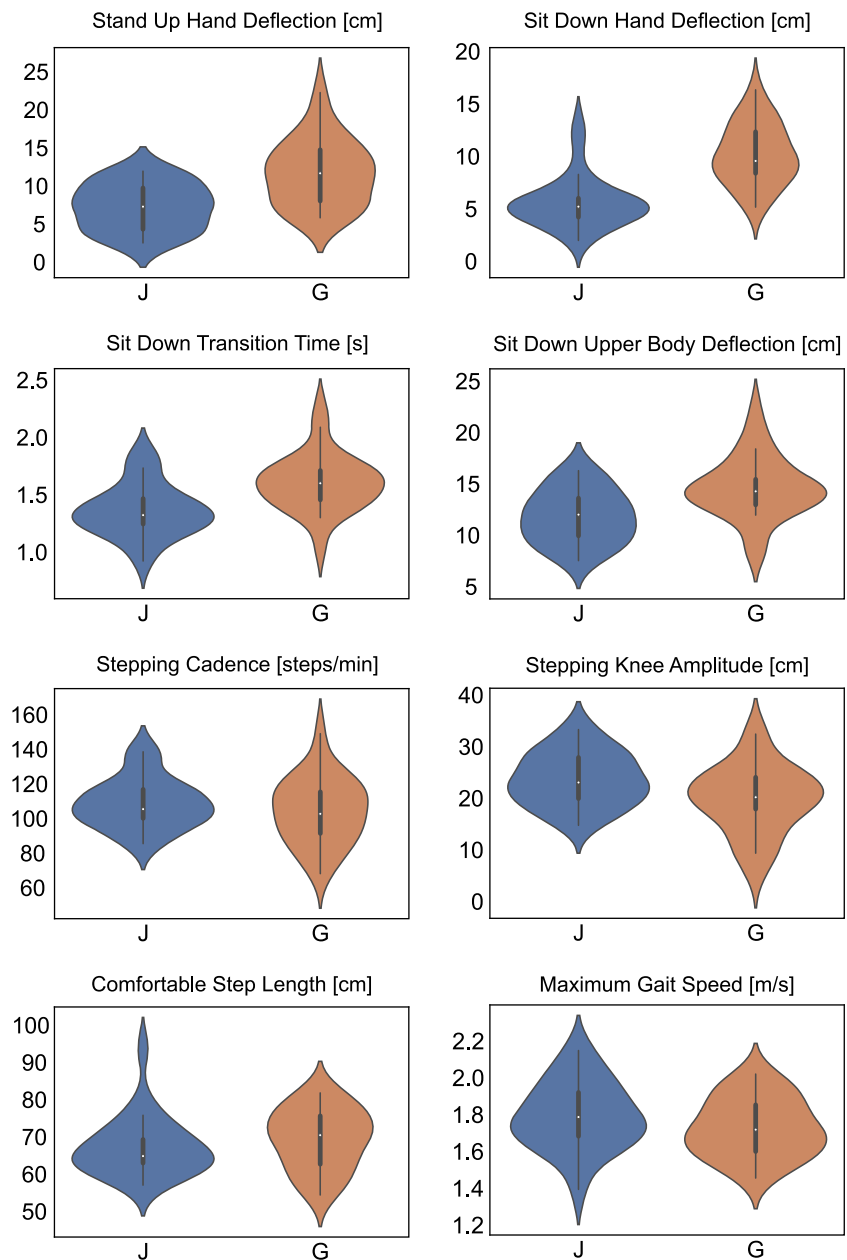 Stand Up Hand Deflection [cm]
25
20
15
10
5
0
J G
Sit Down Hand Deflection [cm]
20
15
10
5
0
J G
Sit Down Transition Time [s]
2.5
2.0
1.5
1.0
J G
Sit Down Upper Body Deflection [cm]
25
20
15
10
5
J G
Stepping Cadence [steps/min]
160
140
120
100
80
60
J G
Stepping Knee Amplitude [cm]
40
30
20
10
0
J G
Comfortable Step Length [cm]
100
90
80
70
60
50
J G
Maximum Gait Speed [m/s]
2.2
2.0
1.8
1.6
1.4
1.2
J G